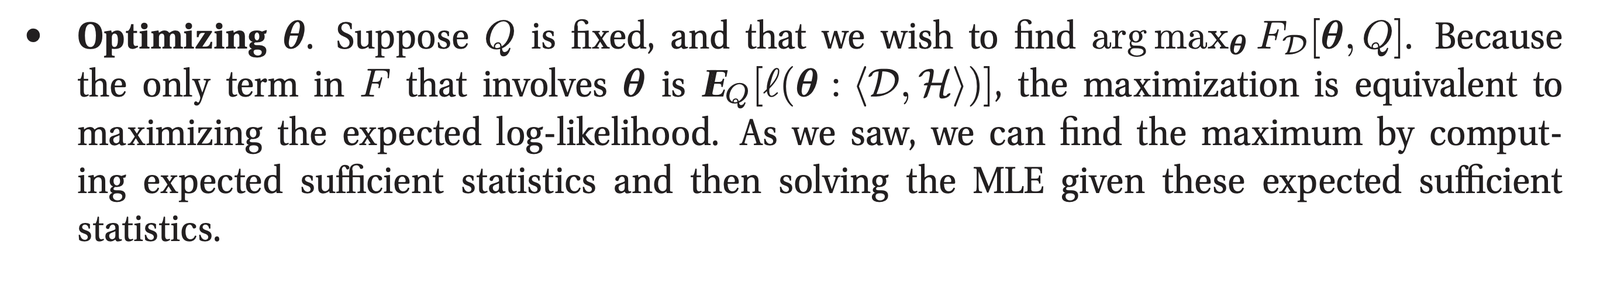 • Optimizing θ. Suppose Q is fixed, and that we wish to find arg max_θ F_𝒟[θ, Q]. Because
the only term in F that involves θ is E_Q[ℓ(θ : ⟨𝒟, ℋ⟩)], the maximization is equivalent to
maximizing the expected log-likelihood. As we saw, we can find the maximum by comput-
ing expected sufficient statistics and then solving the MLE given these expected sufficient
statistics.